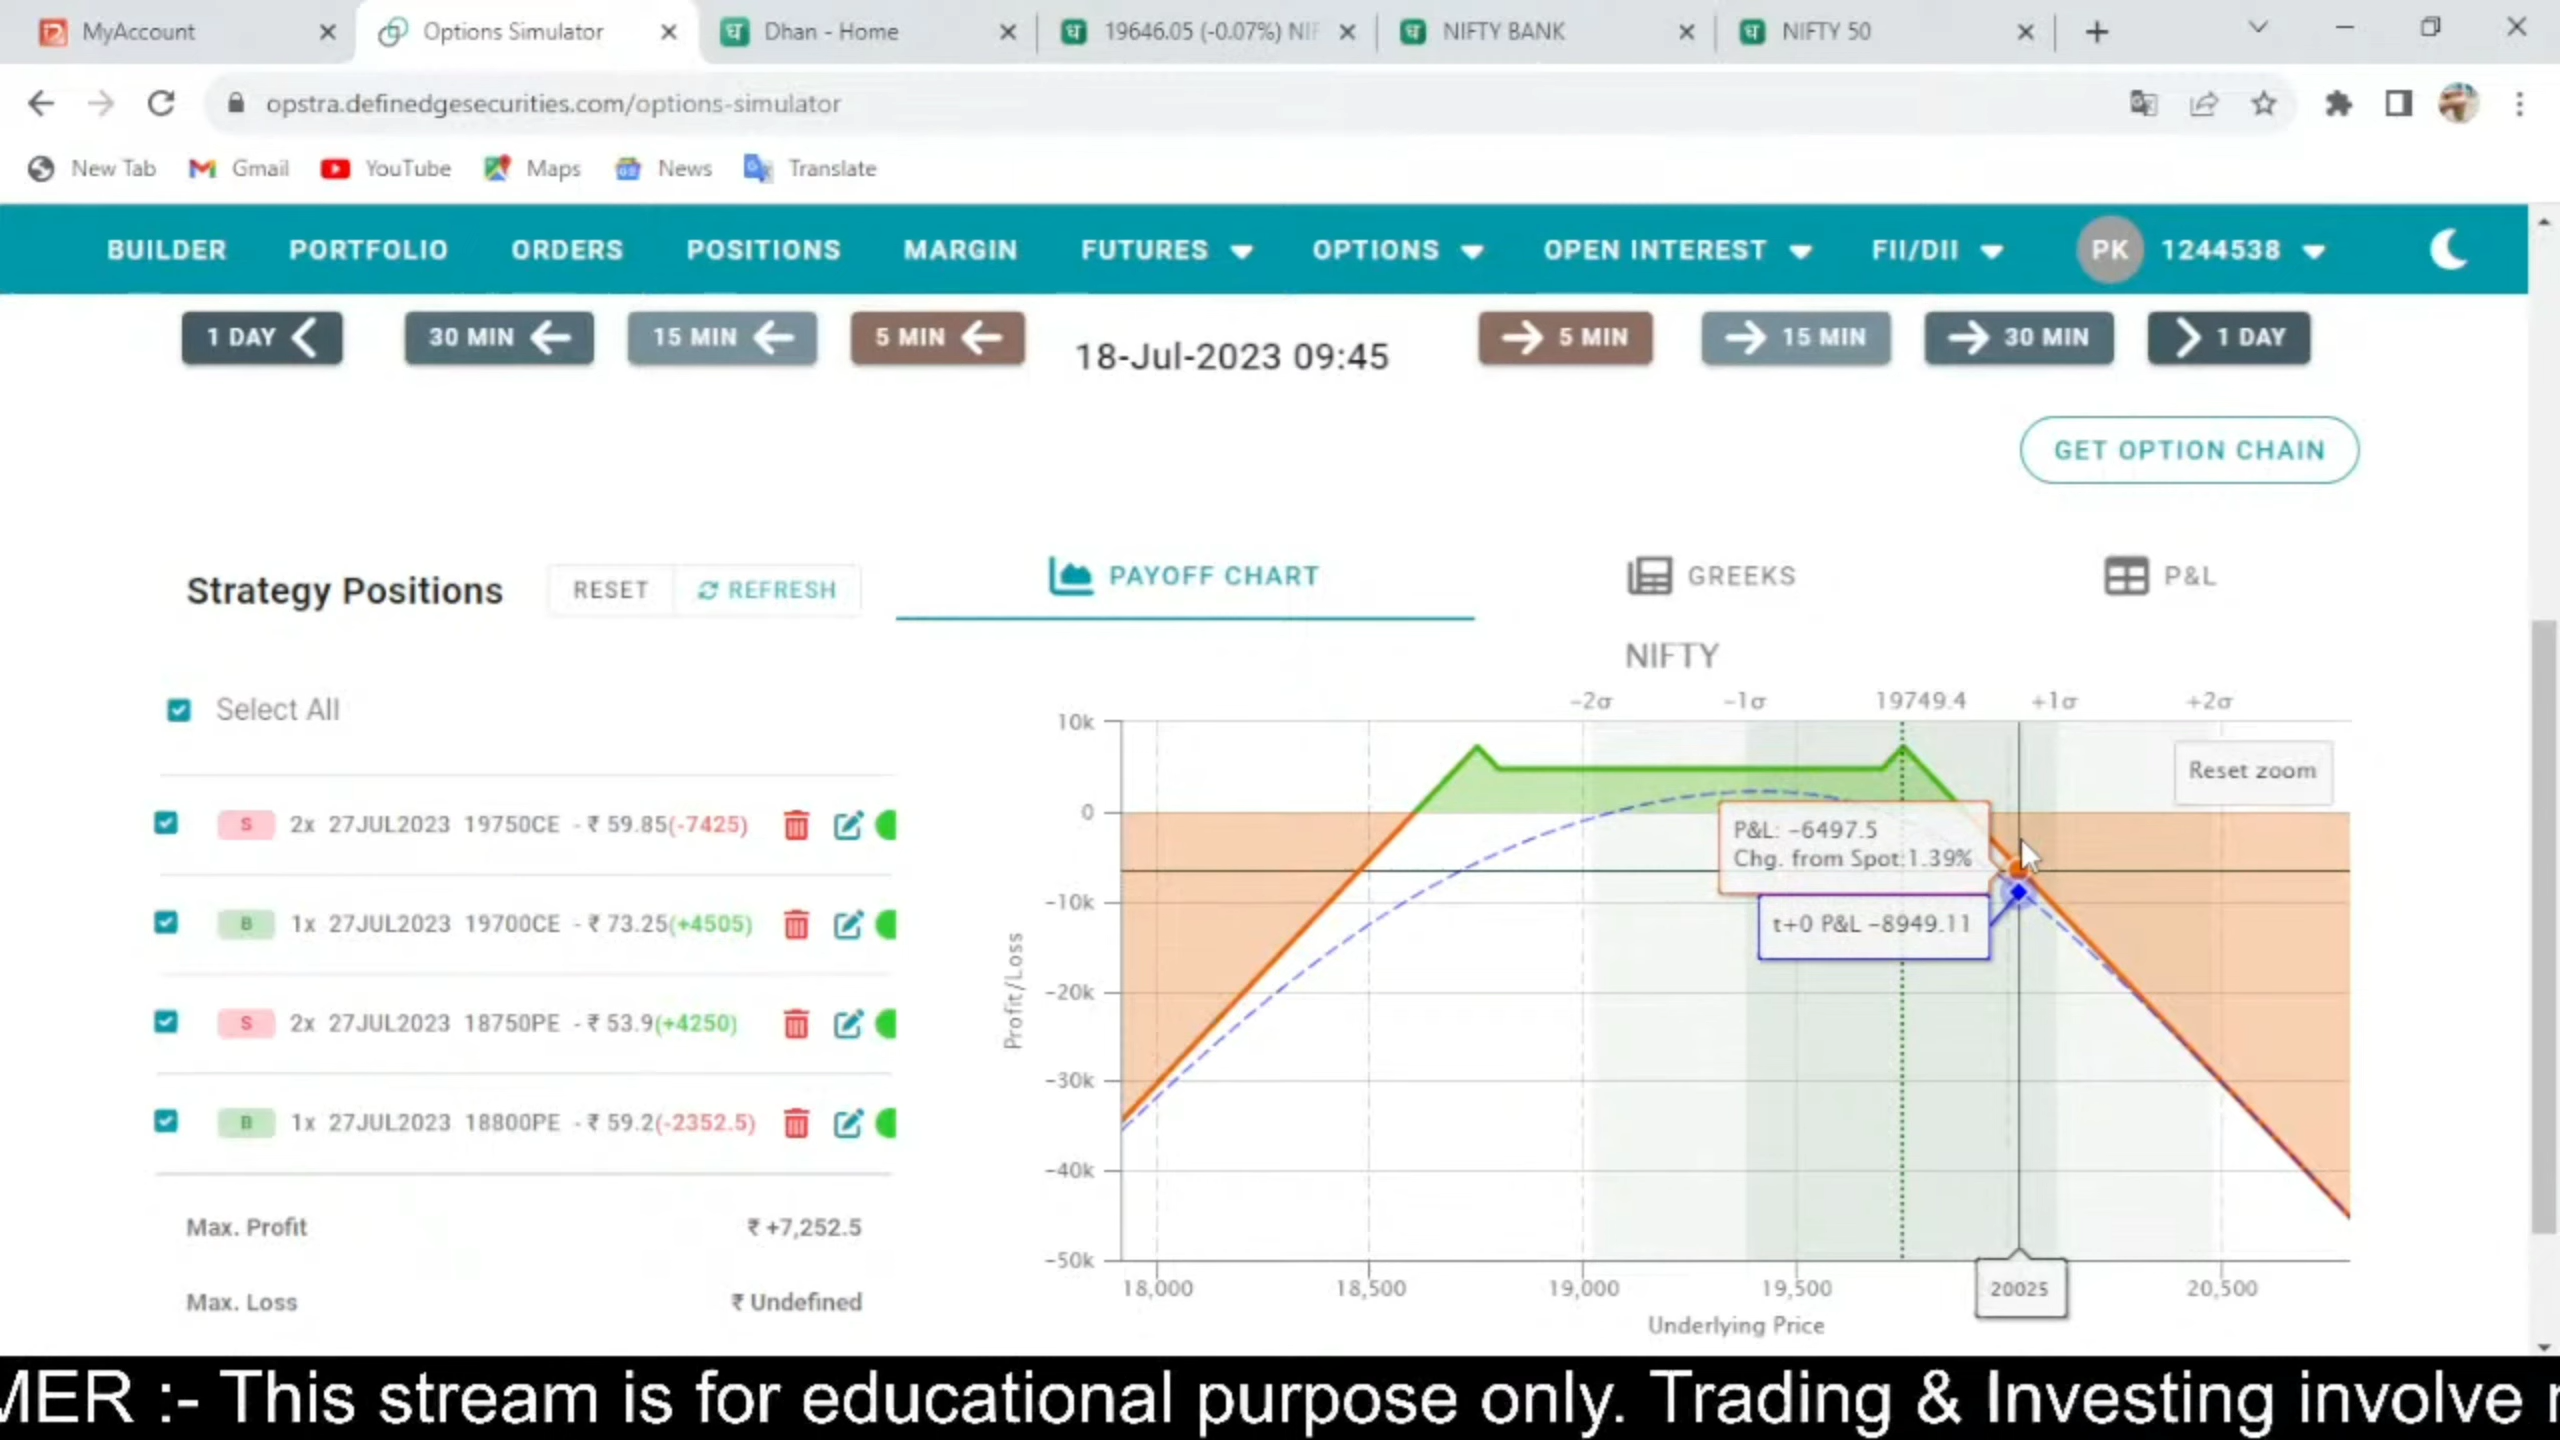 MyAccount
Options Simulator
Dhan - Home
19646.05 (-0.07%) NIF
NIFTY BANK
NIFTY 50
opstra.definedgesecurities.com/options-simulator
New Tab
Gmail
YouTube
Maps
News
Translate
BUILDER
PORTFOLIO
ORDERS
POSITIONS
MARGIN
FUTURES
OPTIONS
OPEN INTEREST
FII/DII
PK
1244538
1 DAY
30 MIN
15 MIN
5 MIN
18-Jul-2023 09:45
5 MIN
15 MIN
30 MIN
1 DAY
GET OPTION CHAIN
Strategy Positions
RESET
REFRESH
PAYOFF CHART
GREEKS
P&L
Select All
S 2x 27JUL2023 19750CE - ₹ 59.85(-7425)
B 1x 27JUL2023 19700CE - ₹ 73.25(+4505)
S 2x 27JUL2023 18750PE - ₹ 53.9(+4250)
B 1x 27JUL2023 18800PE - ₹ 59.2(-2352.5)
Max. Profit ₹ +7,252.5
Max. Loss ₹ Undefined
NIFTY
-2σ -1σ 19749.4 +1σ +2σ
Reset zoom
10k
0
-10k
-20k
-30k
-40k
-50k
Profit/Loss
P&L: -6497.5
Chg. from Spot:1.39%
t+0 P&L -8949.11
18,000 18,500 19,000 19,500 20025 20,500
Underlying Price
MER :- This stream is for educational purpose only. Trading & Investing involve